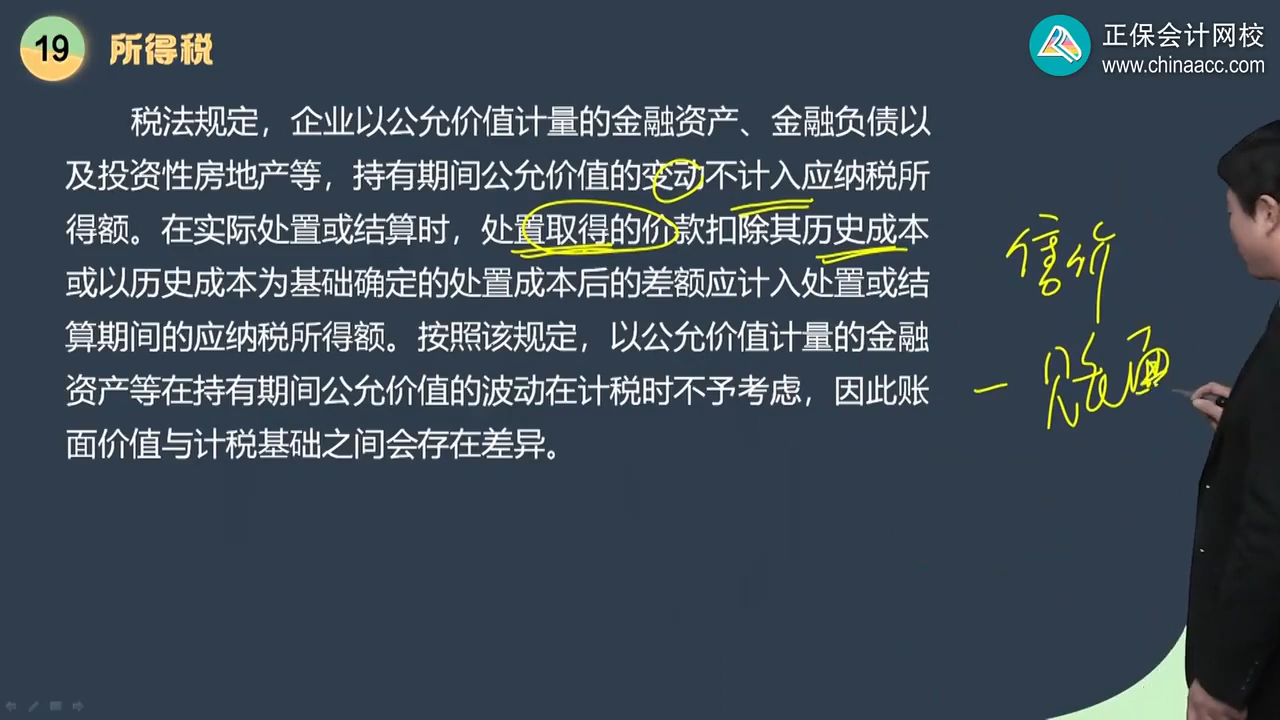 19
所得税
正保会计网校
www.chinaacc.com
税法规定，企业以公允价值计量的金融资产、金融负债以
及投资性房地产等，持有期间公允价值的变动不计入应纳税所
得额。在实际处置或结算时，处置取得的价款扣除其历史成本
或以历史成本为基础确定的处置成本后的差额应计入处置或结
算期间的应纳税所得额。按照该规定，以公允价值计量的金融
资产等在持有期间公允价值的波动在计税时不予考虑，因此账
面价值与计税基础之间会存在差异。
售价
一账面